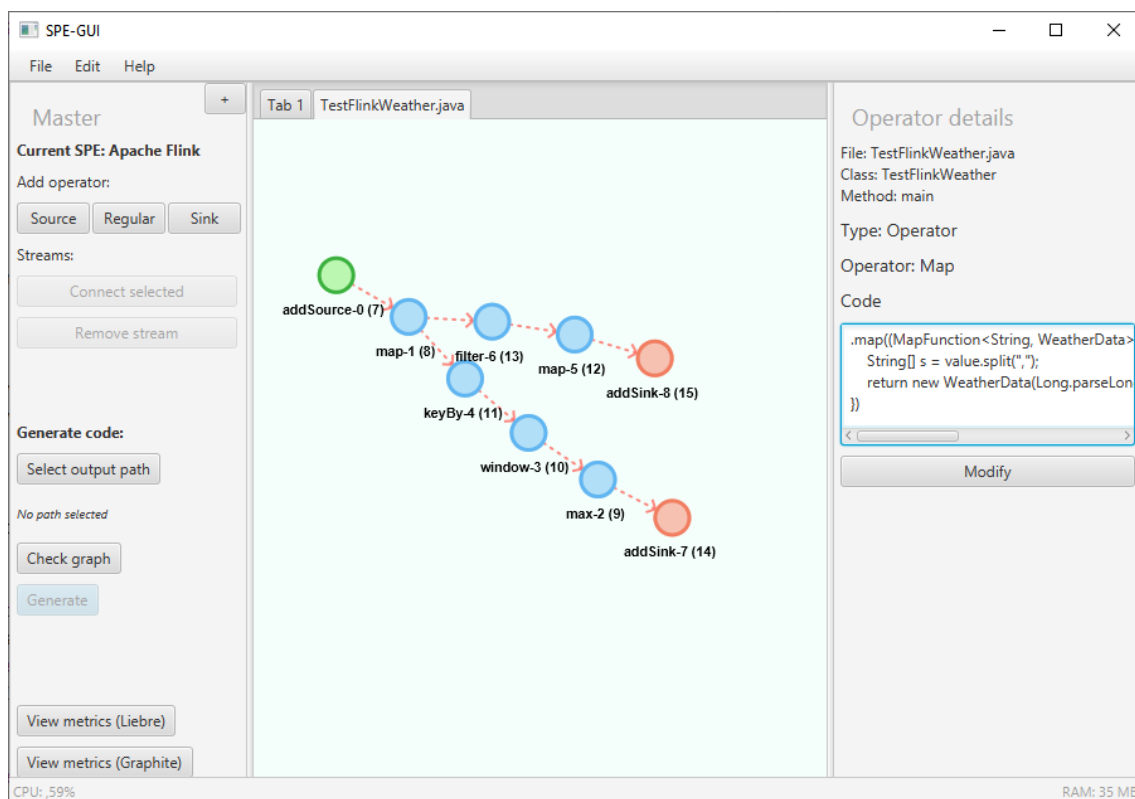 SPE-GUI
File Edit Help
+
Master
Current SPE: Apache Flink
Add operator:
Source Regular Sink
Streams:
Connect selected
Remove stream
Generate code:
Select output path
No path selected
Check graph
Generate
View metrics (Liebre)
View metrics (Graphite)
Tab 1 TestFlinkWeather.java
addSource-0 (7)
map-1 (8)
filter-6 (13)
map-5 (12)
addSink-8 (15)
keyBy-4 (11)
window-3 (10)
max-2 (9)
addSink-7 (14)
Operator details
File: TestFlinkWeather.java
Class: TestFlinkWeather
Method: main
Type: Operator
Operator: Map
Code
.map((MapFunction<String, WeatherData>
String[] s = value.split(",");
return new WeatherData(Long.parseLon
})
Modify
CPU: ,59%
RAM: 35 MB